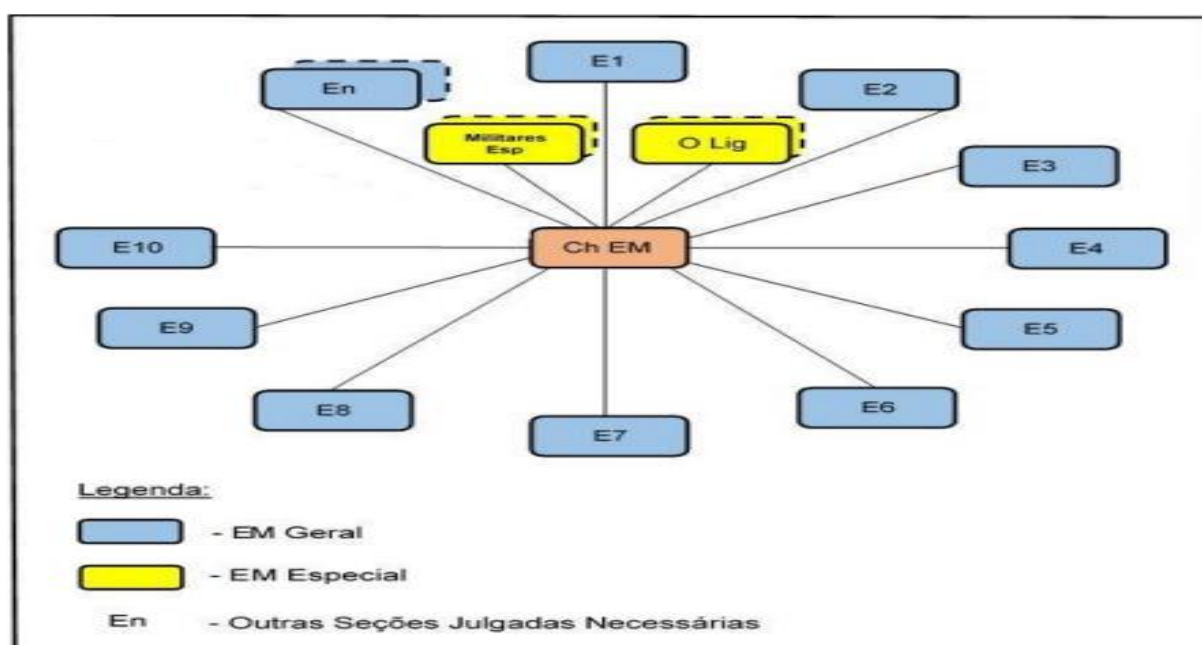 E1
En
E2
Militares
Esp
O Lig
E3
E10
Ch EM
E4
E9
E5
E8
E7
E6
Legenda:
- EM Geral
- EM Especial
En - Outras Seções Julgadas Necessárias